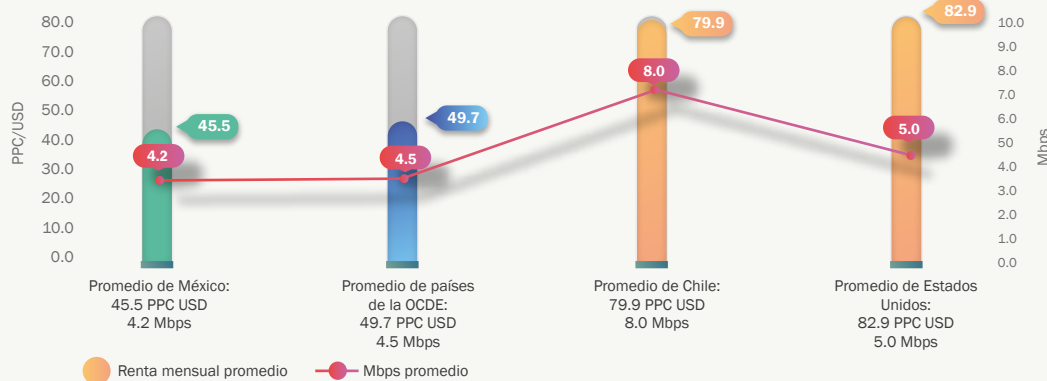 80.0
70.0
60.0
50.0
40.0
30.0
20.0
10.0
0.0
PPC/USD
45.5
4.2
49.7
4.5
79.9
8.0
82.9
5.0
10.0
9.0
8.0
7.0
6.0
50
4.0
3.0
2.0
1.0
0.0
Mbps
Promedio de México:
45.5 PPC USD
4.2 Mbps
Promedio de países
de la OCDE:
49.7 PPC USD
4.5 Mbps
Promedio de Chile:
79.9 PPC USD
8.0 Mbps
Promedio de Estados
Unidos:
82.9 PPC USD
5.0 Mbps
Renta mensual promedio
Mbps promedio